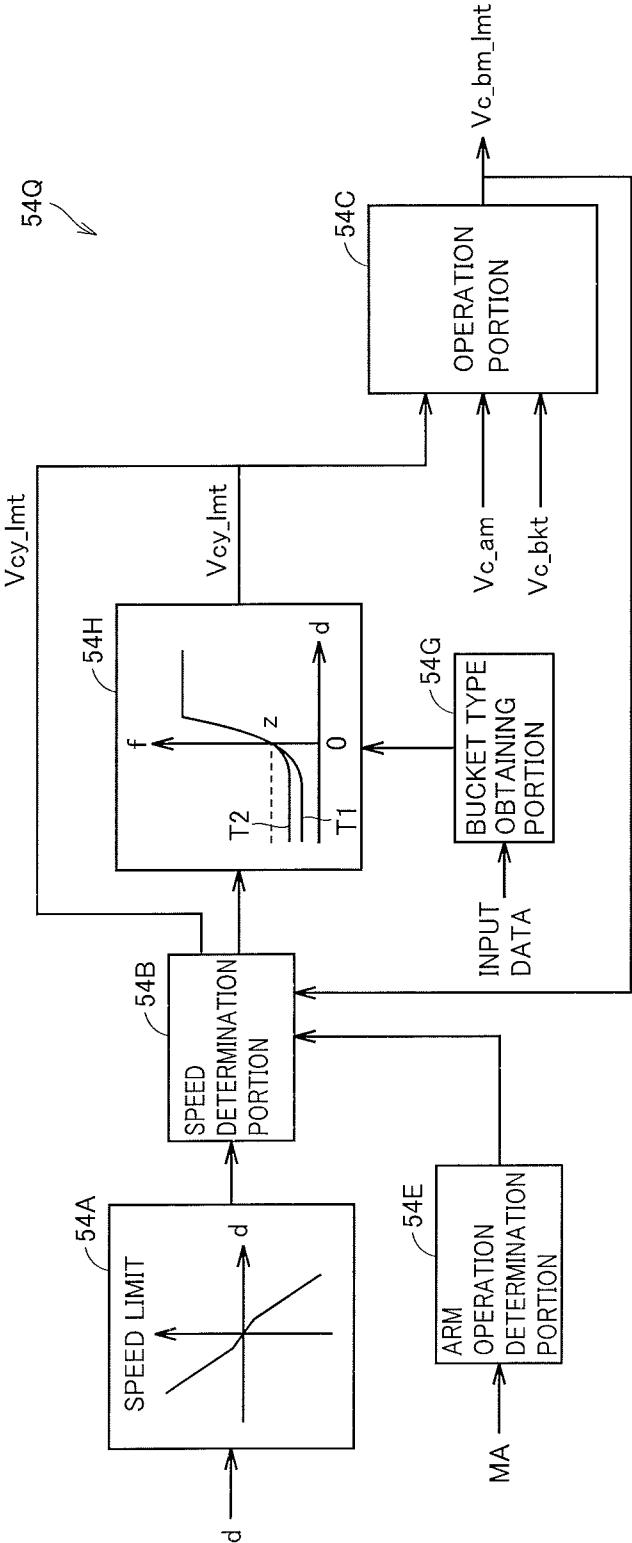 54Q
d
54A
SPEED LIMIT
d
54B
SPEED
DETERMINATION
PORTION
Vcy_lmt
54H
f
z
d
0
T2
T1
Vcy_lmt
54C
OPERATION
PORTION
Vc_bm_lmt
Vc_am
Vc_bkt
MA
54E
ARM
OPERATION
DETERMINATION
PORTION
INPUT
DATA
54G
BUCKET TYPE
OBTAINING
PORTION